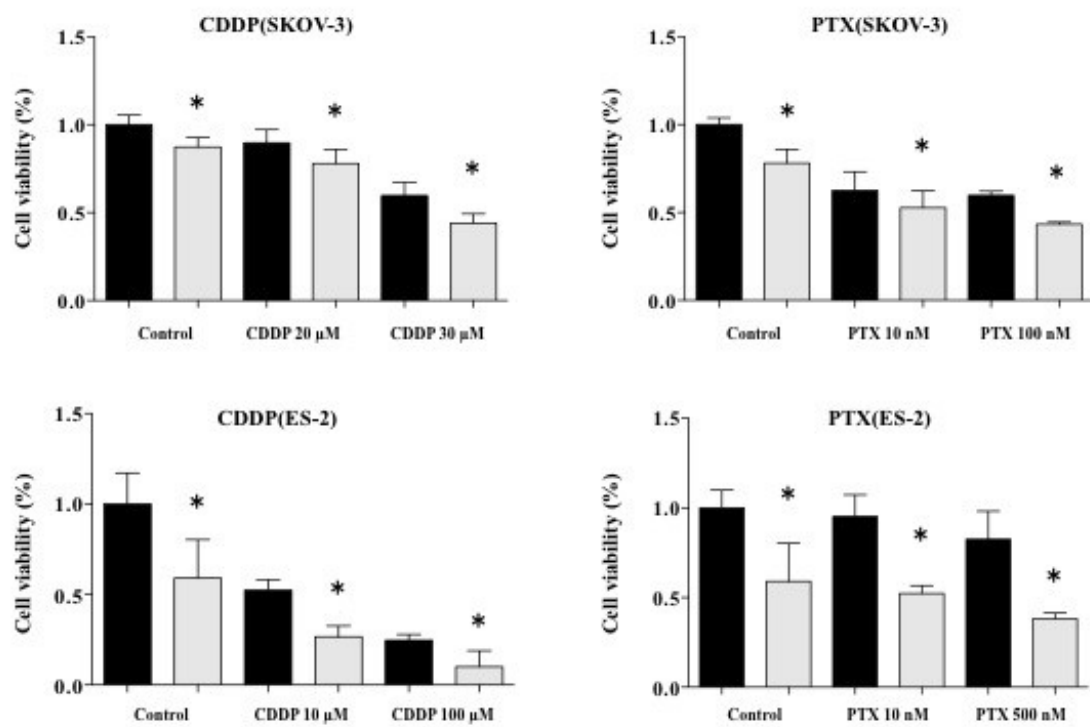 CDDP(SKOV-3)
Cell viability (%)
1.5
1.0
0.5
0.0
* * *
Control CDDP 20 μM CDDP 30 μM
PTX(SKOV-3)
Cell viability (%)
1.5
1.0
0.5
0.0
* * *
Control PTX 10 nM PTX 100 nM
CDDP(ES-2)
Cell viability (%)
1.5
1.0
0.5
0.0
* * *
Control CDDP 10 μM CDDP 100 μM
PTX(ES-2)
Cell viability (%)
1.5
1.0
0.5
0.0
* * *
Control PTX 10 nM PTX 500 nM